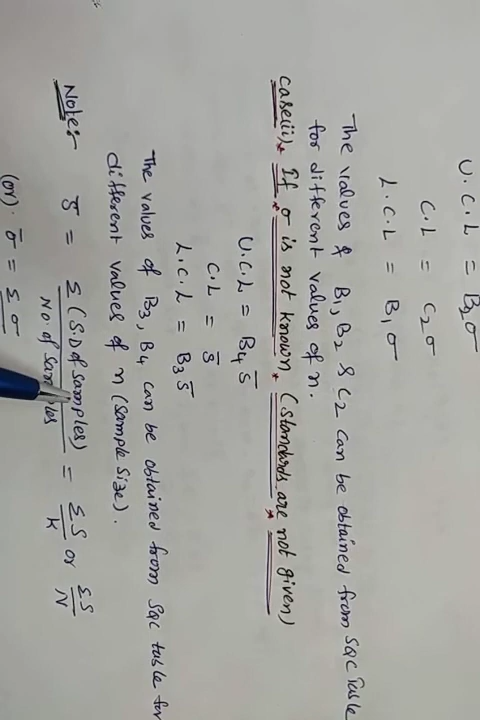 U.C.L = B₂σ
C.L = C₂σ
L.C.L = B₁σ
The values of B₁, B₂ & C₂ can be obtained from SQC Table
for different values of n.
case(ii)* If σ is not known. (standards are not given)
U.C.L = B₄S̅
C.L = S̅
L.C.L = B₃S̅
The values of B₃, B₄ can be obtained from SQC table for
different values of n (sample size).
Note:- S̅ = Σ(S.D of samples) / No. of samples = ΣS/k or ΣS/N
(or). σ̅ = Σσ